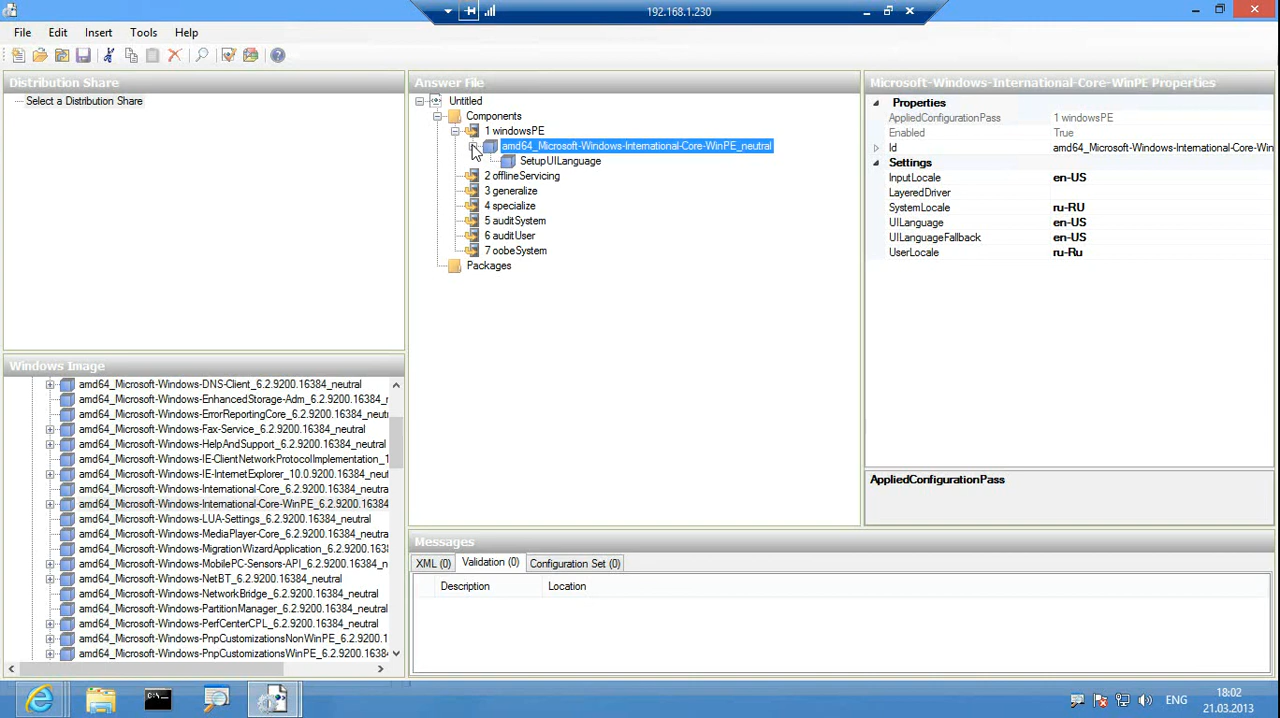 192.168.1.230
File Edit Insert Tools Help
Distribution Share
Select a Distribution Share
Answer File
Untitled
Components
1 windowsPE
amd64_Microsoft-Windows-International-Core-WinPE_neutral
SetupUILanguage
2 offlineServicing
3 generalize
4 specialize
5 auditSystem
6 auditUser
7 oobeSystem
Packages
Microsoft-Windows-International-Core-WinPE Properties
Properties
AppliedConfigurationPass 1 windowsPE
Enabled True
Id amd64_Microsoft-Windows-International-Core-Win
Settings
InputLocale en-US
LayeredDriver
SystemLocale ru-RU
UILanguage en-US
UILanguageFallback en-US
UserLocale ru-Ru
AppliedConfigurationPass
Windows Image
amd64_Microsoft-Windows-DNS-Client_6.2.9200.16384_neutral
amd64_Microsoft-Windows-EnhancedStorage-Adm_6.2.9200.16384_r
amd64_Microsoft-Windows-ErrorReportingCore_6.2.9200.16384_neut
amd64_Microsoft-Windows-Fax-Service_6.2.9200.16384_neutral
amd64_Microsoft-Windows-HelpAndSupport_6.2.9200.16384_neutral
amd64_Microsoft-Windows-IE-ClientNetworkProtocolImplementation_1
amd64_Microsoft-Windows-IE-InternetExplorer_10.0.9200.16384_neut
amd64_Microsoft-Windows-International-Core_6.2.9200.16384_neutra
amd64_Microsoft-Windows-International-Core-WinPE_6.2.9200.16384
amd64_Microsoft-Windows-LUA-Settings_6.2.9200.16384_neutral
amd64_Microsoft-Windows-MediaPlayer-Core_6.2.9200.16384_neutral
amd64_Microsoft-Windows-MigrationWizardApplication_6.2.9200.1638
amd64_Microsoft-Windows-MobilePC-Sensors-API_6.2.9200.16384_n
amd64_Microsoft-Windows-NetBT_6.2.9200.16384_neutral
amd64_Microsoft-Windows-NetworkBridge_6.2.9200.16384_neutral
amd64_Microsoft-Windows-PartitionManager_6.2.9200.16384_neutral
amd64_Microsoft-Windows-PerfCenterCPL_6.2.9200.16384_neutral
amd64_Microsoft-Windows-PnpCustomizationsNonWinPE_6.2.9200.1
amd64_Microsoft-Windows-PnpCustomizationsWinPE_6.2.9200.16384
Messages
XML (0) Validation (0) Configuration Set (0)
Description Location
ENG
18:02
21.03.2013